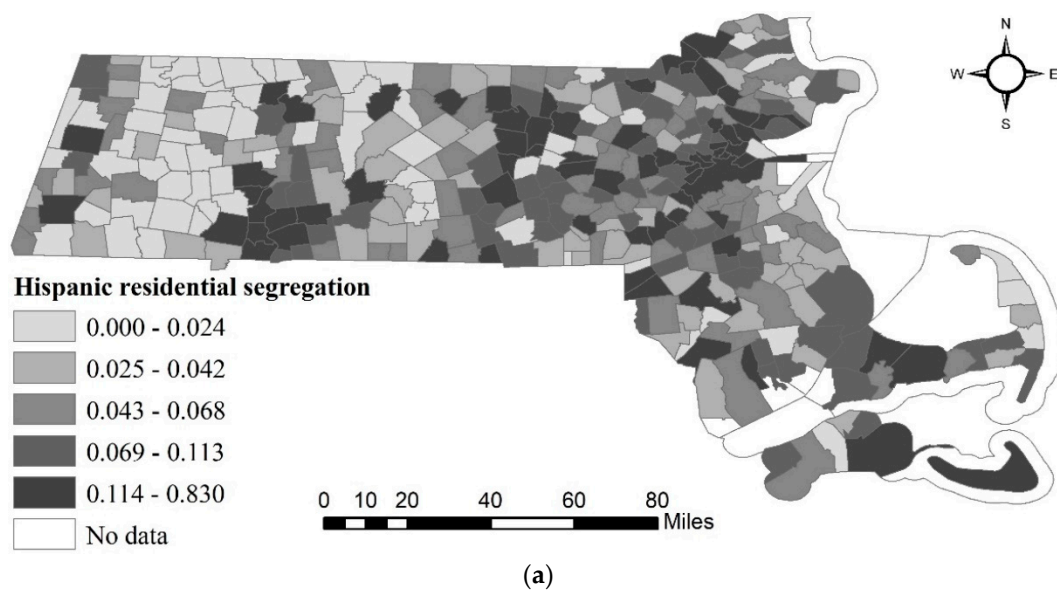 N
W E
S
Hispanic residential segregation
0.000 - 0.024
0.025 - 0.042
0.043 - 0.068
0.069 - 0.113
0.114 - 0.830
No data
0 10 20 40 60 80
Miles
(a)